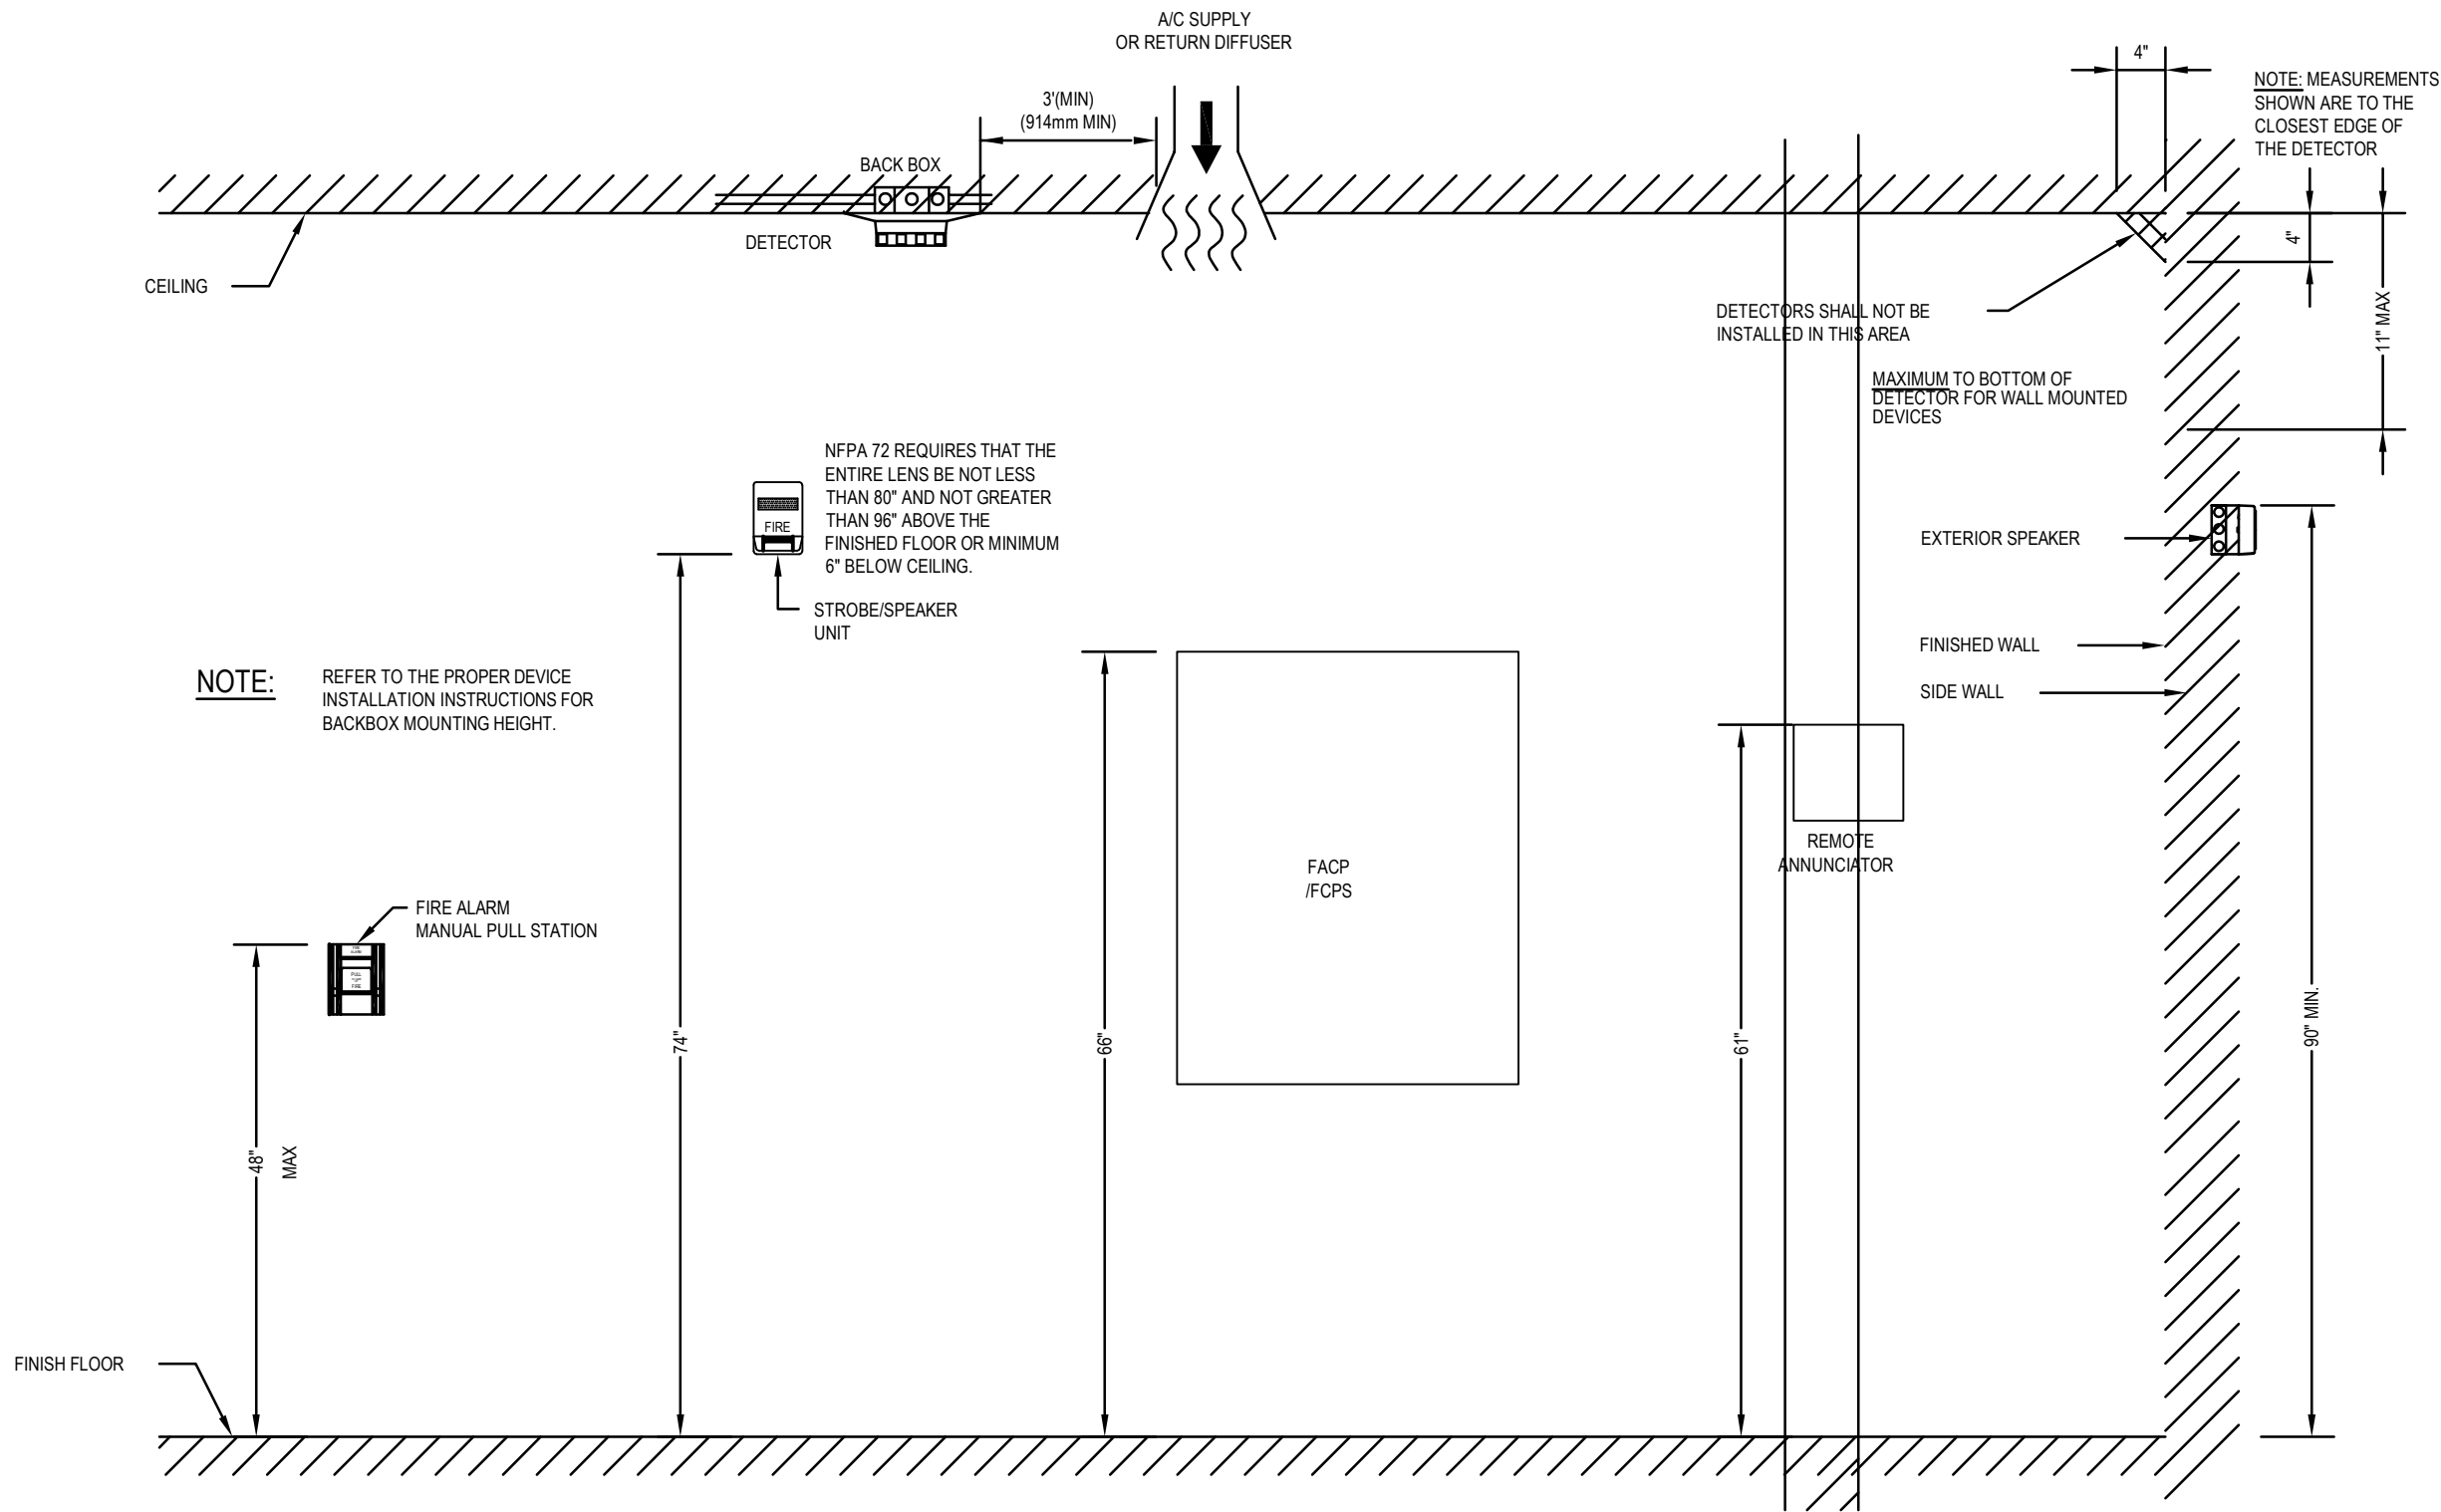 A/C SUPPLY
OR RETURN DIFFUSER
4"
NOTE: MEASUREMENTS
SHOWN ARE TO THE
CLOSEST EDGE OF
THE DETECTOR
3'(MIN)
(914mm MIN)
BACK BOX
DETECTOR
CEILING
4"
11" MAX
DETECTORS SHALL NOT BE
INSTALLED IN THIS AREA
MAXIMUM TO BOTTOM OF
DETECTOR FOR WALL MOUNTED
DEVICES
NFPA 72 REQUIRES THAT THE
ENTIRE LENS BE NOT LESS
THAN 80" AND NOT GREATER
THAN 96" ABOVE THE
FINISHED FLOOR OR MINIMUM
6" BELOW CEILING.
FIRE
STROBE/SPEAKER
UNIT
EXTERIOR SPEAKER
FINISHED WALL
SIDE WALL
NOTE:
REFER TO THE PROPER DEVICE
INSTALLATION INSTRUCTIONS FOR
BACKBOX MOUNTING HEIGHT.
REMOTE
ANNUNCIATOR
FACP
/FCPS
FIRE ALARM
MANUAL PULL STATION
PULL
FIRE
48"
MAX
74"
66"
61"
90" MIN.
FINISH FLOOR